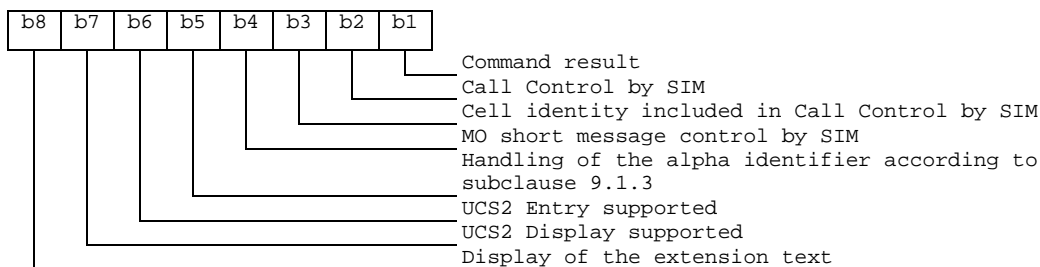 b8 b7 b6 b5 b4 b3 b2 b1
Command result
Call Control by SIM
Cell identity included in Call Control by SIM
MO short message control by SIM
Handling of the alpha identifier according to
subclause 9.1.3
UCS2 Entry supported
UCS2 Display supported
Display of the extension text